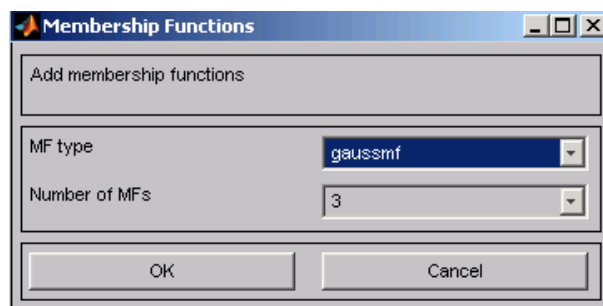 Membership Functions
Add membership functions
MF type
gaussmf
Number of MFs
3
OK
Cancel